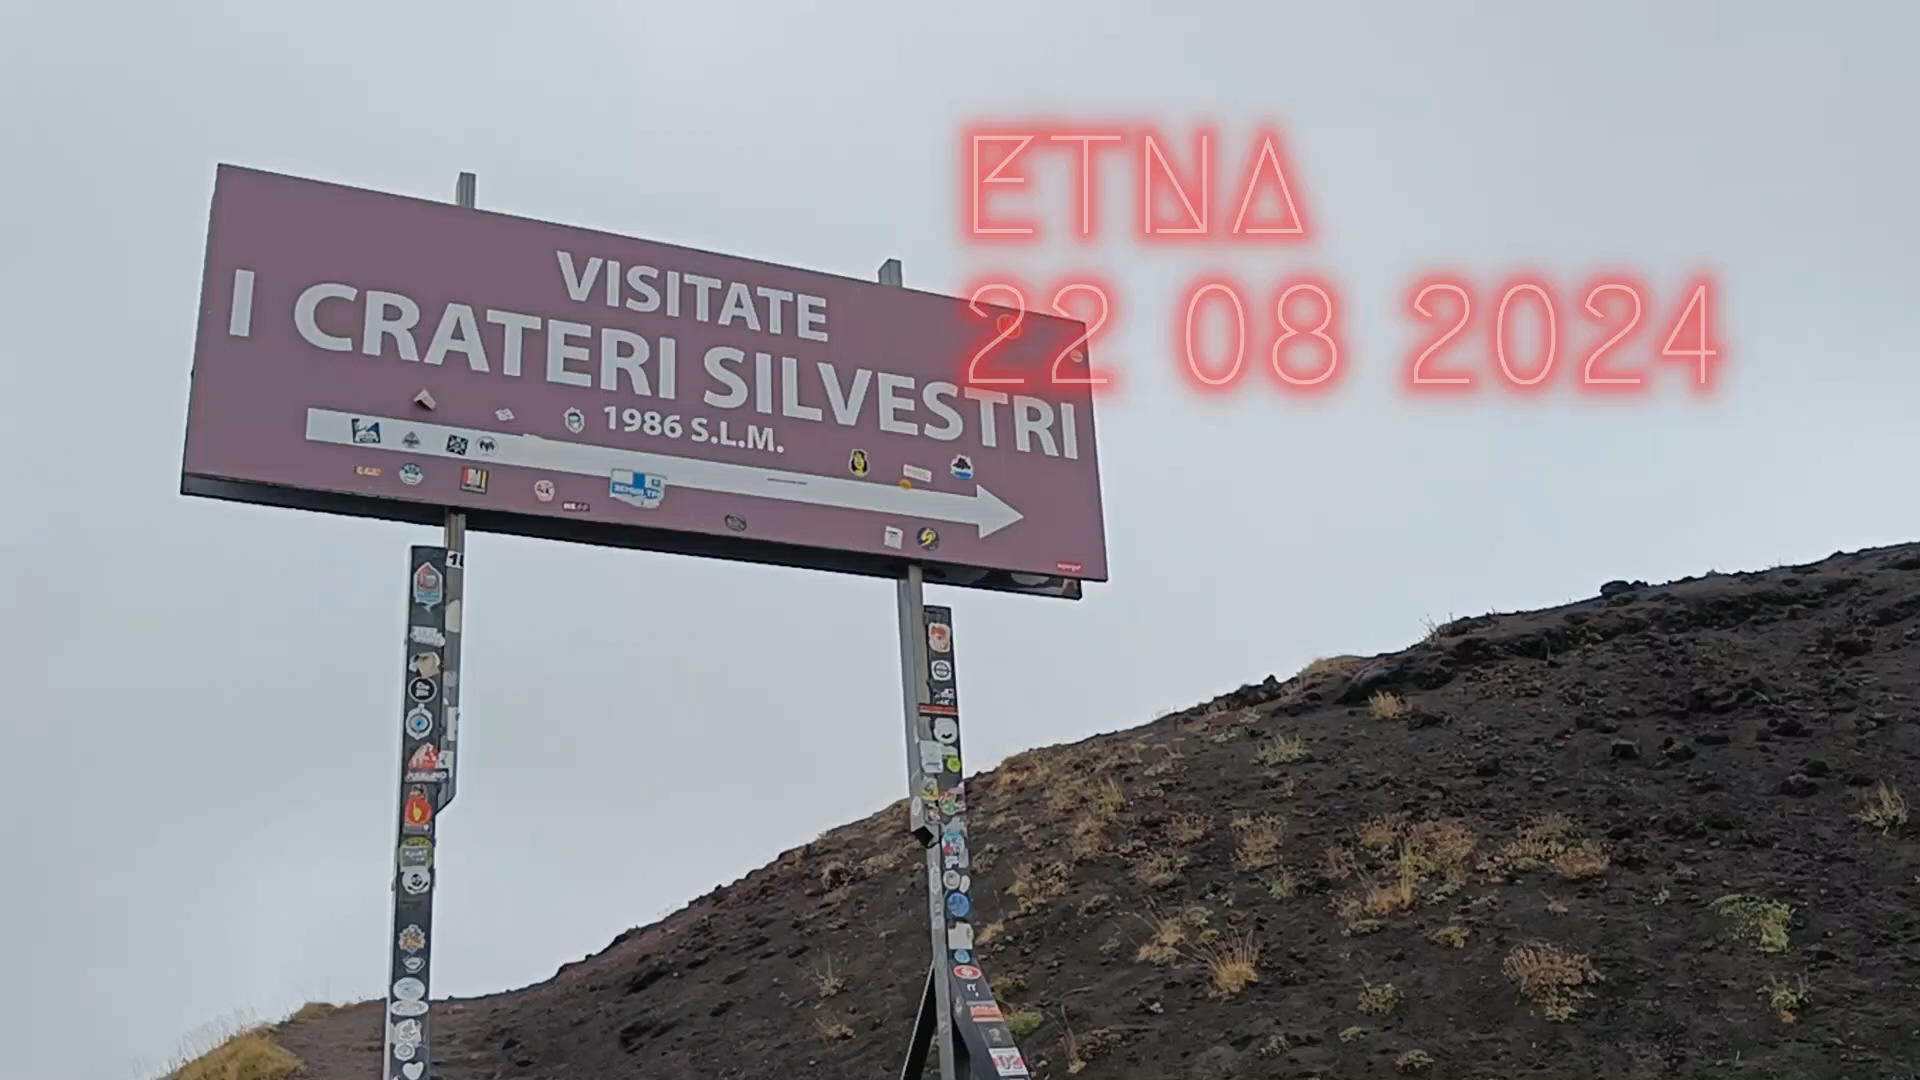 ETNA
22 08 2024
VISITATE
I CRATERI SILVESTRI
1986 S.L.M.